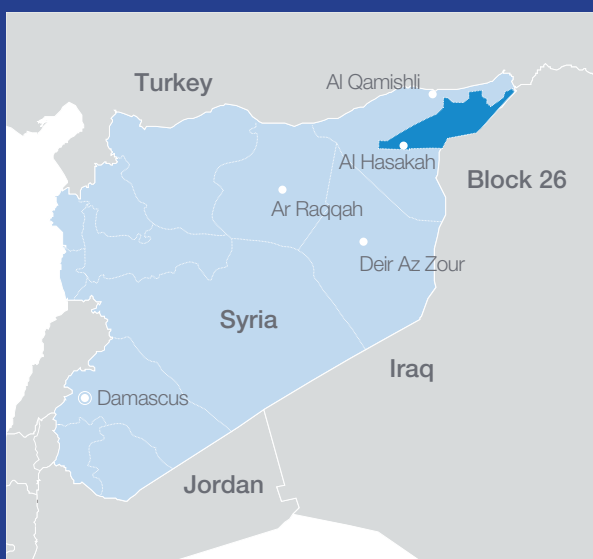 Al Qamishli
Turkey
Al Hasakah
Block 26
Ar Raqqah
Deir Az Zour
Syria
Iraq
Damascus
Jordan